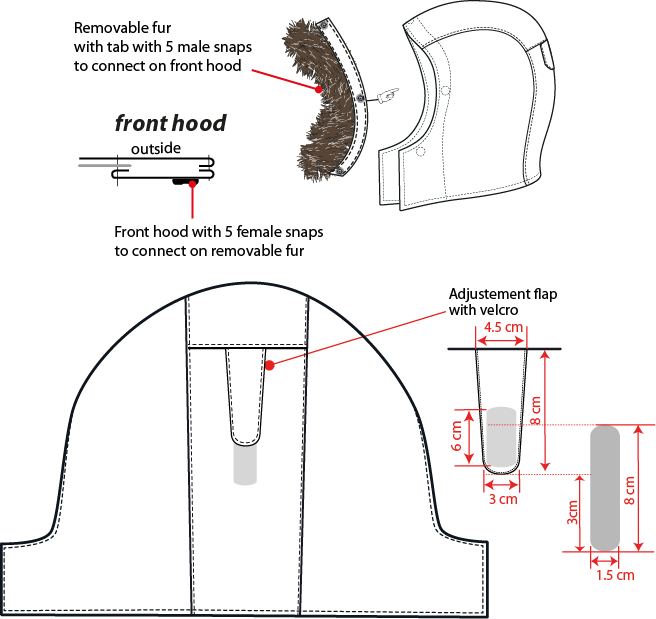 Removable fur
with tab with 5 male snaps
to connect on front hood
front hood
outside
Front hood with 5 female snaps
to connect on removable fur
Adjustement flap
with velcro
4.5 cm
8 cm
6 cm
3 cm
3cm
8 cm
1.5 cm